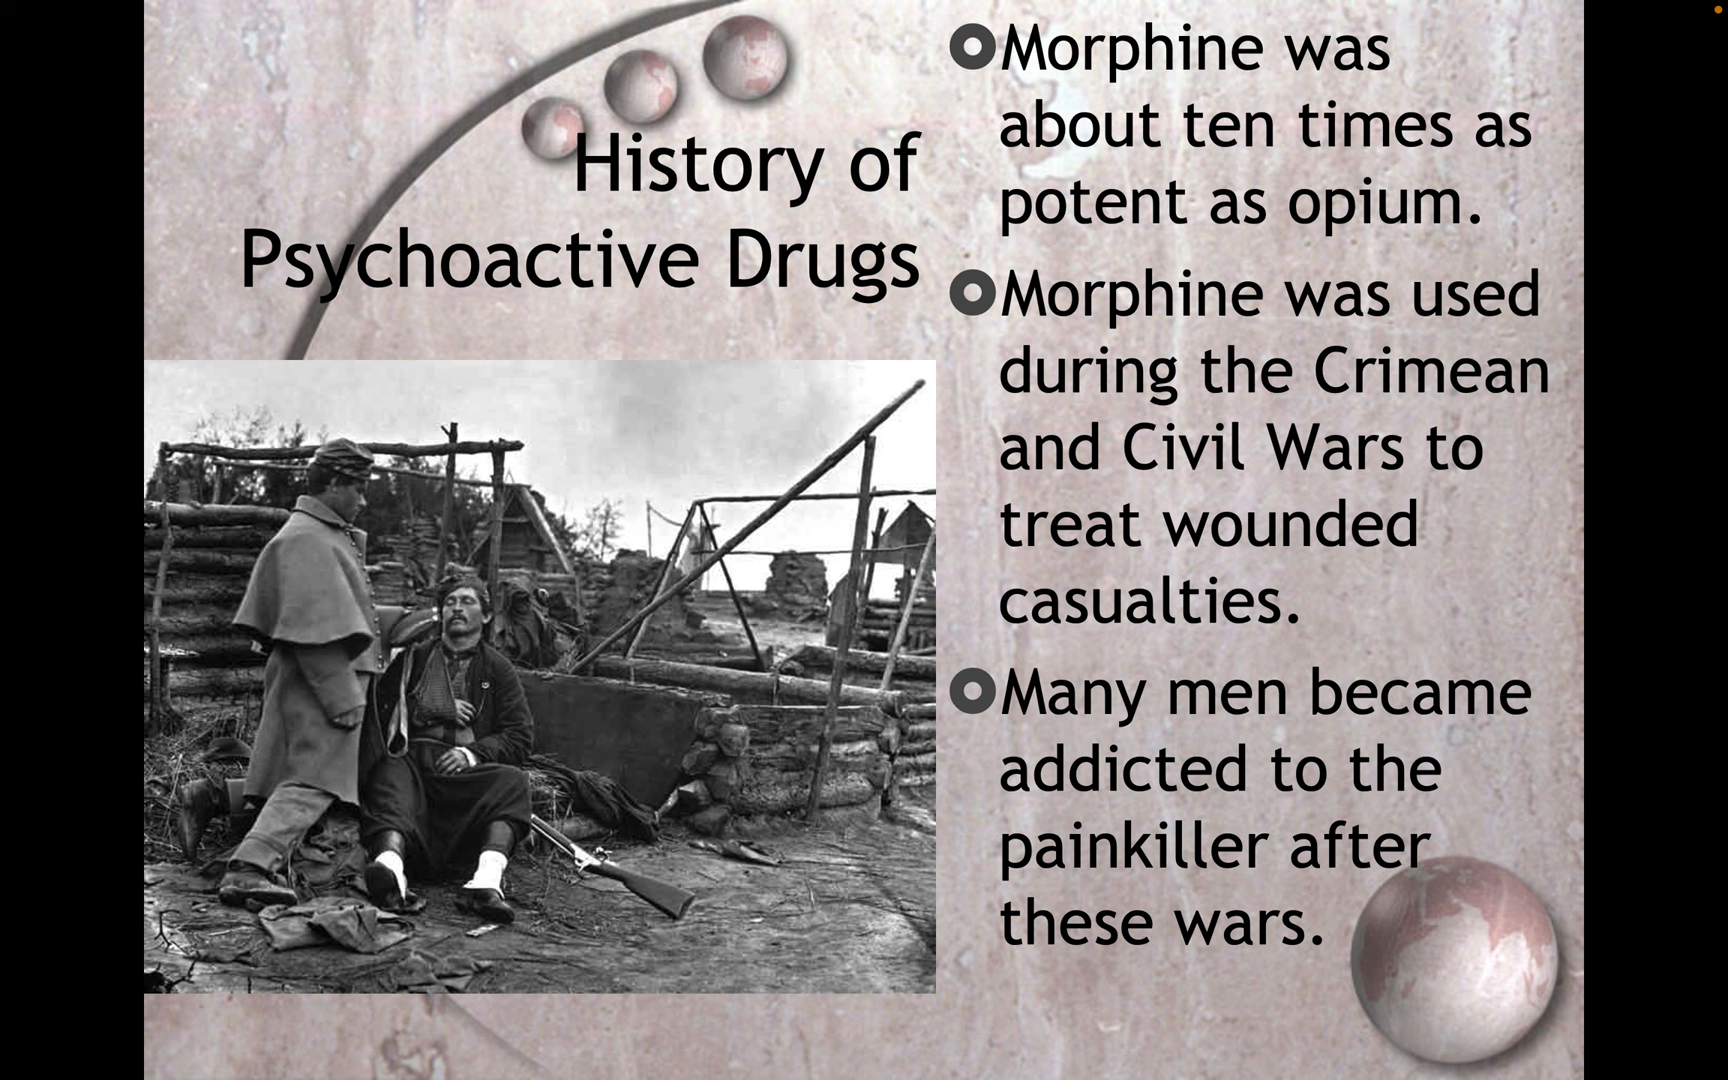 History of
Psychoactive Drugs
Morphine was
about ten times as
potent as opium.
Morphine was used
during the Crimean
and Civil Wars to
treat wounded
casualties.
Many men became
addicted to the
painkiller after
these wars.